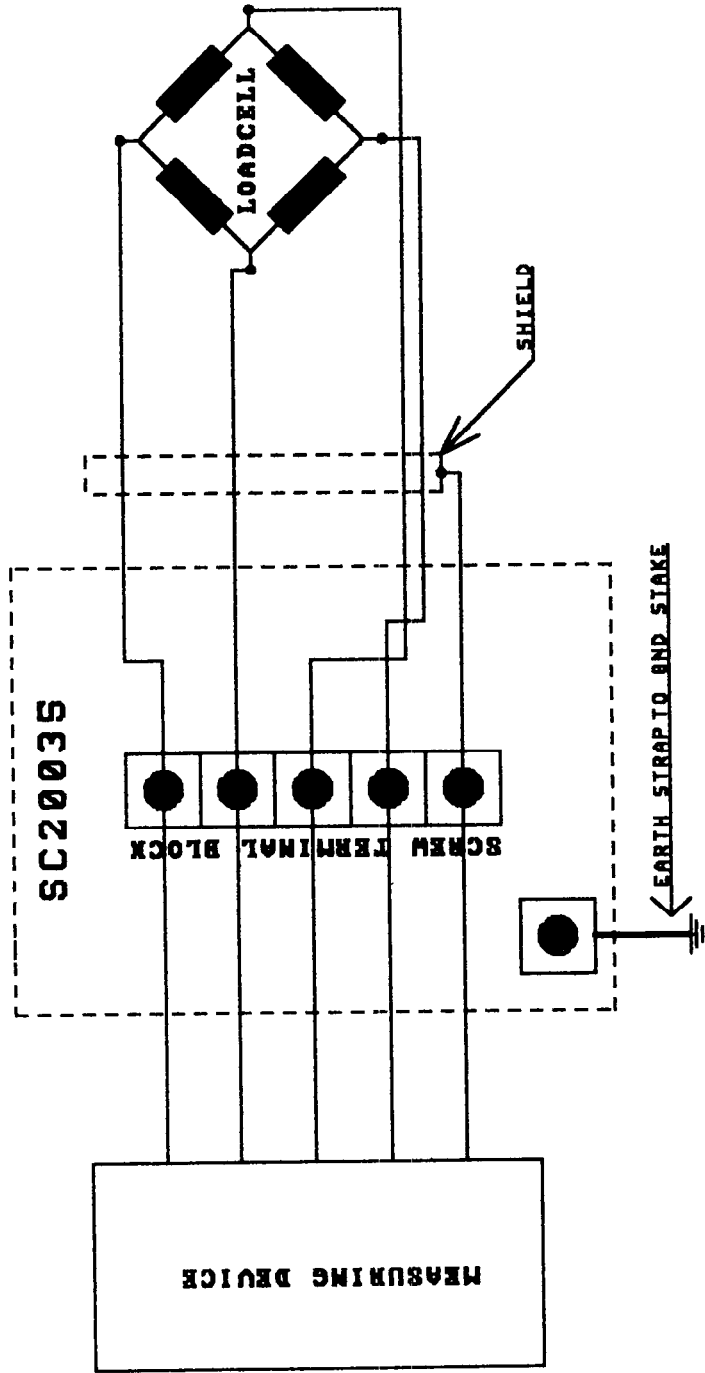 LOADCELL
SHIELD
SC2003S
EARTH STRAP TO GND STAKE
SCREW TERMINAL BLOCK
MEASURING DEVICE